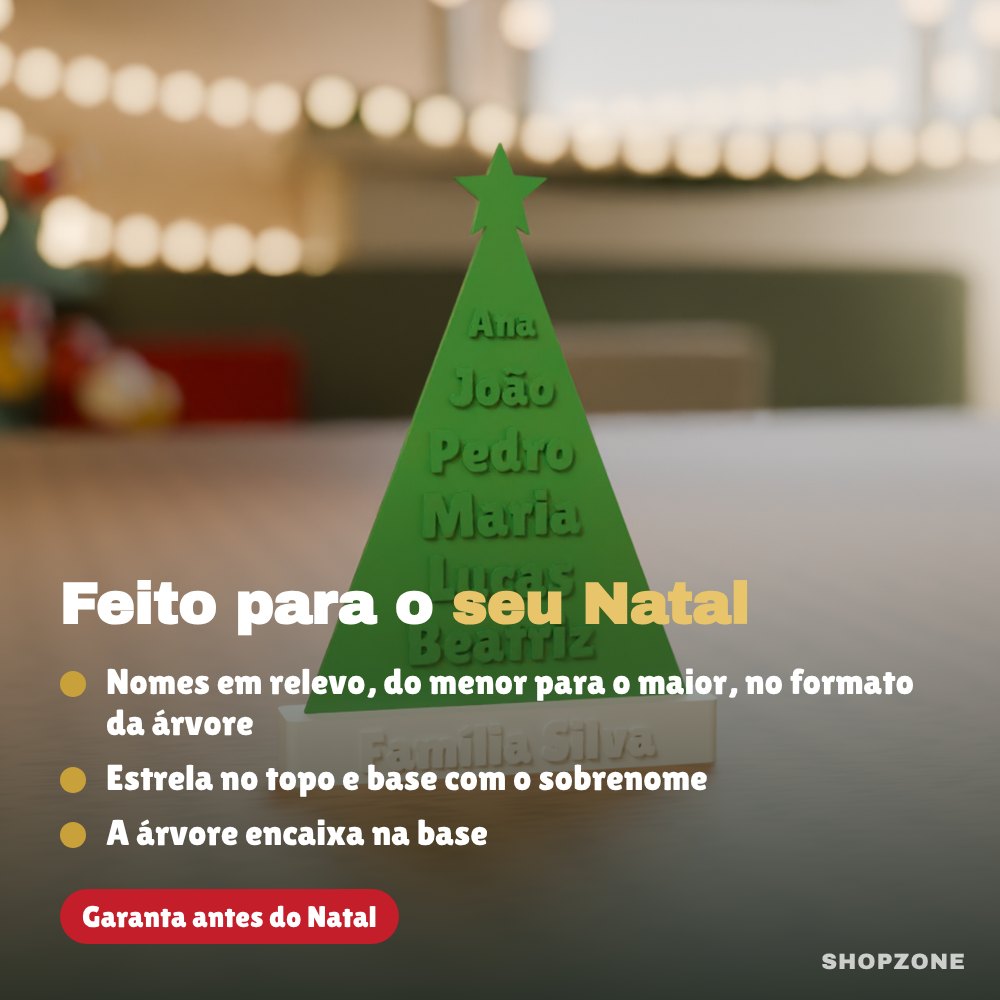 Ana
João
Pedro
Maria
Lucas
Beatriz
Feito para o seu Natal
Nomes em relevo, do menor para o maior, no formato
da árvore
Família Silva
Estrela no topo e base com o sobrenome
A árvore encaixa na base
Garanta antes do Natal
SHOPZONE